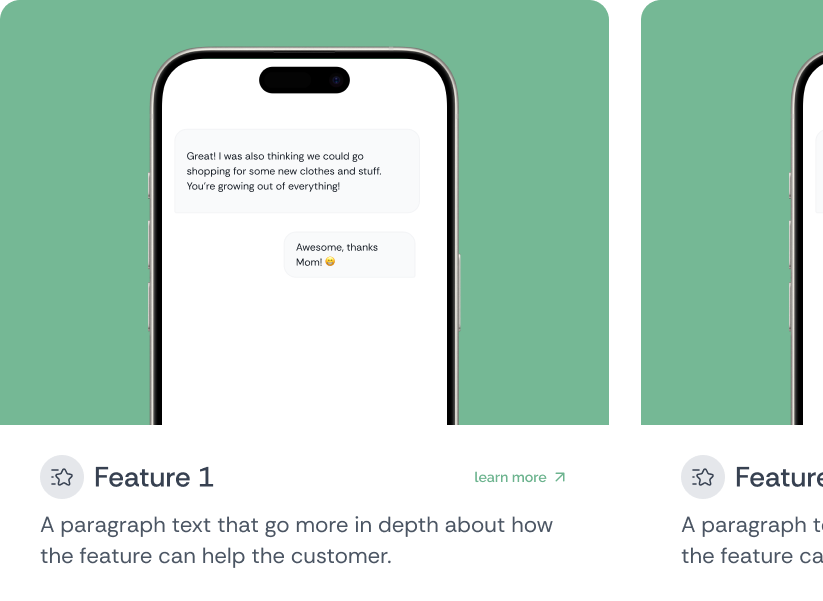 Great! I was also thinking we could go
shopping for some new clothes and stuff.
You're growing out of everything!
Awesome, thanks
Mom! 😄
Feature 1
learn more
A paragraph text that go more in depth about how
the feature can help the customer.
Feature
A paragraph
the feature